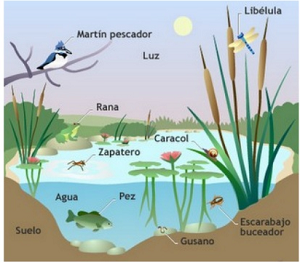 Libélula
Martín pescador
Luz
Rana
Caracol
Zapatero
Agua
Pez
Suelo
Gusano
Escarabajo
buceador